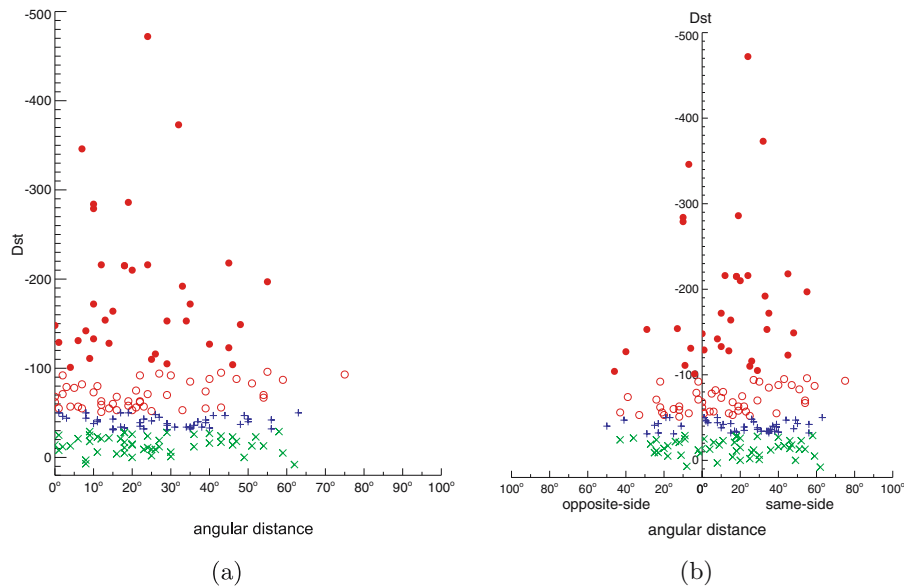 -500
-400
-300
-200
-100
0
Dst
0° 10° 20° 30° 40° 50° 60° 70° 80° 90° 100°
angular distance
(a)
Dst
-500
-400
-300
-200
-100
0
100° 80° 60° 40° 20° 0° 20° 40° 60° 80° 100°
opposite-side same-side
angular distance
(b)